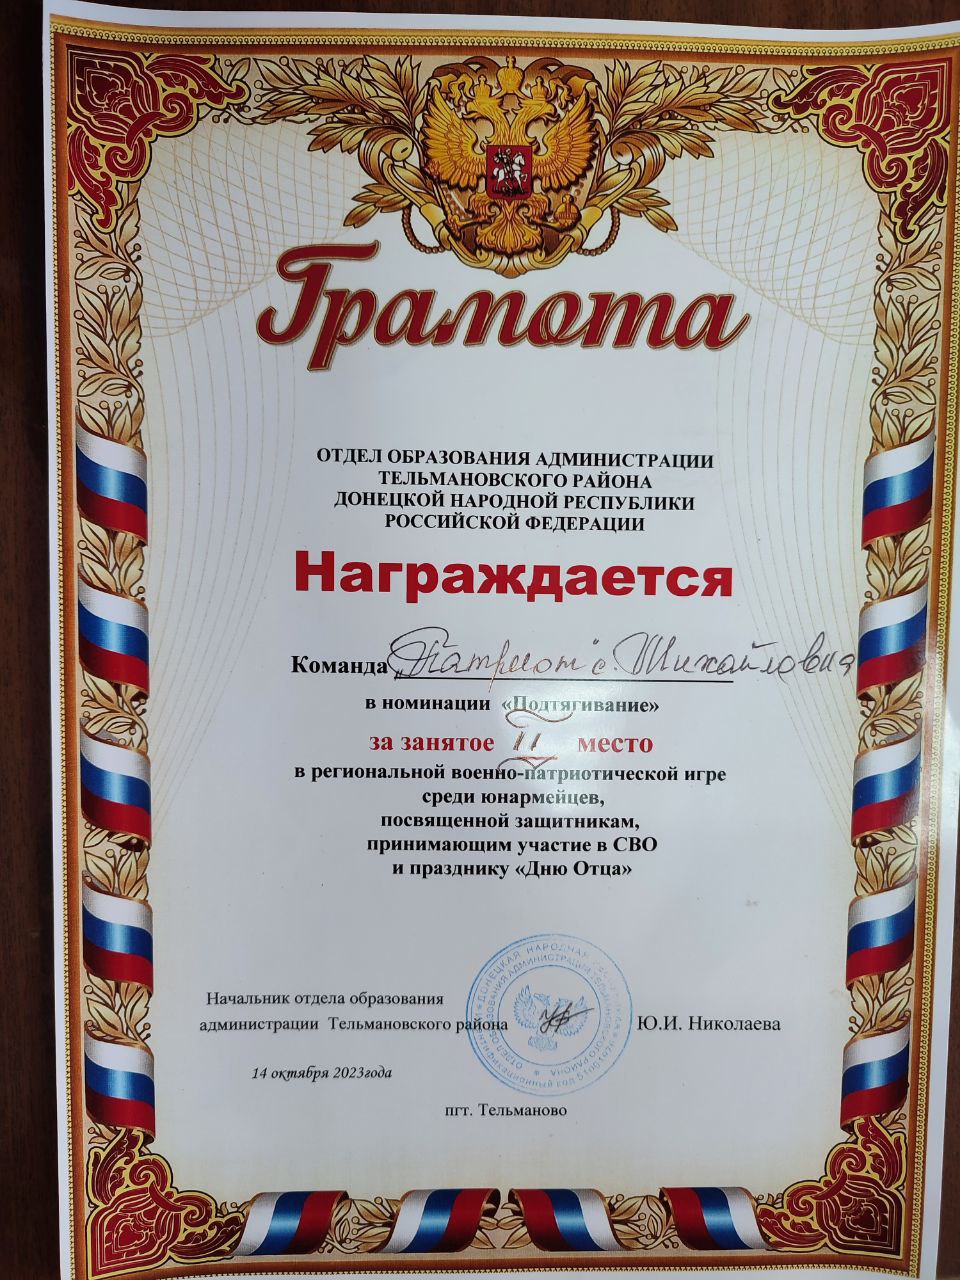 Грамота
ОТДЕЛ ОБРАЗОВАНИЯ АДМИНИСТРАЦИИ
ТЕЛЬМАНОВСКОГО РАЙОНА
ДОНЕЦКОЙ НАРОДНОЙ РЕСПУБЛИКИ
РОССИЙСКОЙ ФЕДЕРАЦИИ
Награждается
Команда „Патриот" с. Михайловка
в номинации «Подтягивание»
за занятое II место
в региональной военно-патриотической игре
среди юнармейцев,
посвященной защитникам,
принимающим участие в СВО
и празднику «Дню Отца»
Начальник отдела образования
администрации Тельмановского района Ю.И. Николаева
14 октября 2023года
пгт. Тельманово